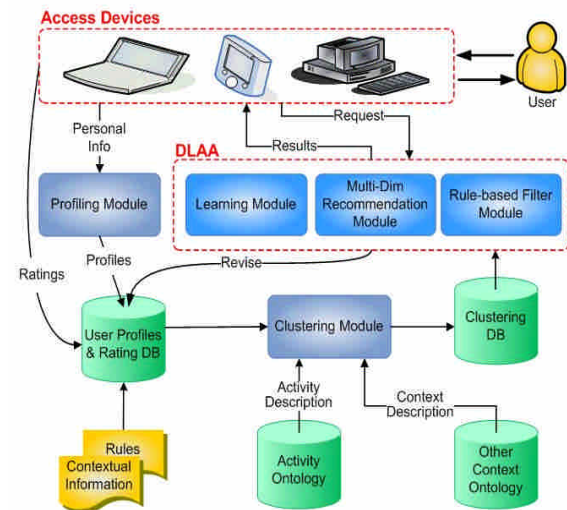 Access Devices
User
Personal
Info
Request
Results
DLAA
Profiling Module
Learning Module
Multi-Dim
Recommendation
Module
Rule-based Filter
Module
Ratings
Profiles
Revise
User Profiles
& Rating DB
Clustering Module
Clustering
DB
Activity
Description
Context
Description
Rules
Contextual
Information
Activity
Ontology
Other
Context
Ontology